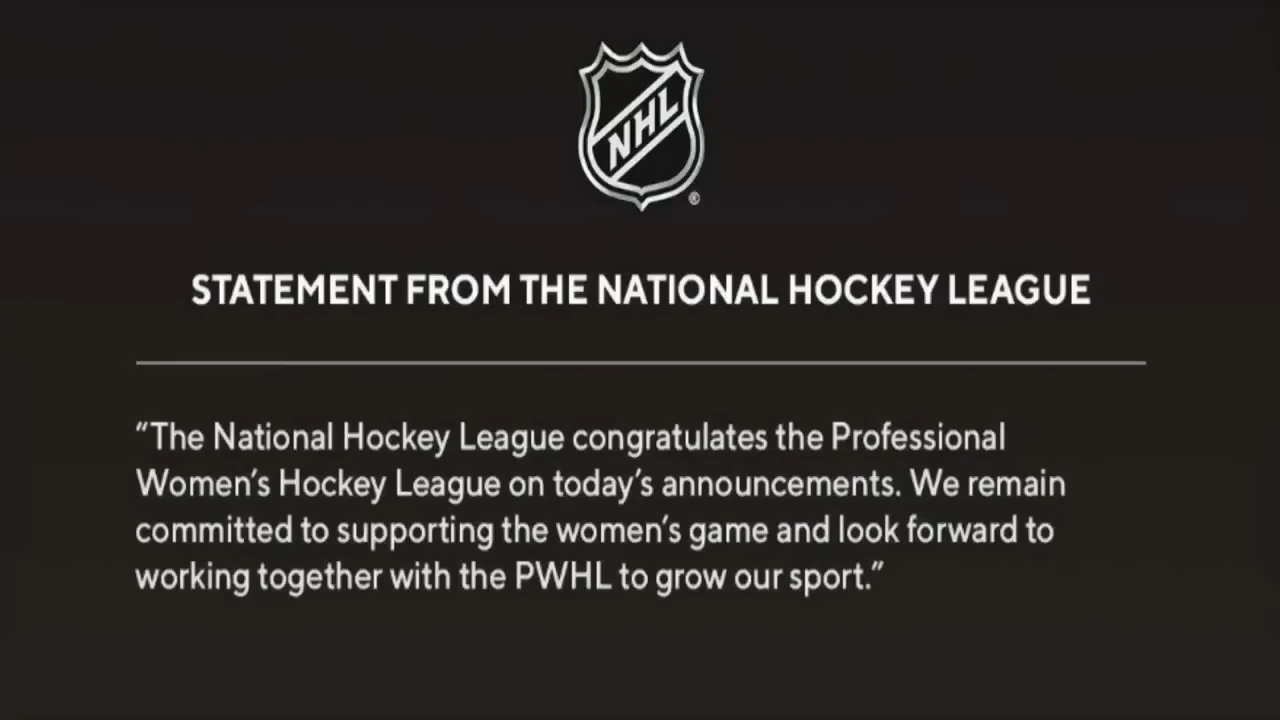 NHL
®
STATEMENT FROM THE NATIONAL HOCKEY LEAGUE
“The National Hockey League congratulates the Professional
Women’s Hockey League on today’s announcements. We remain
committed to supporting the women’s game and look forward to
working together with the PWHL to grow our sport.”